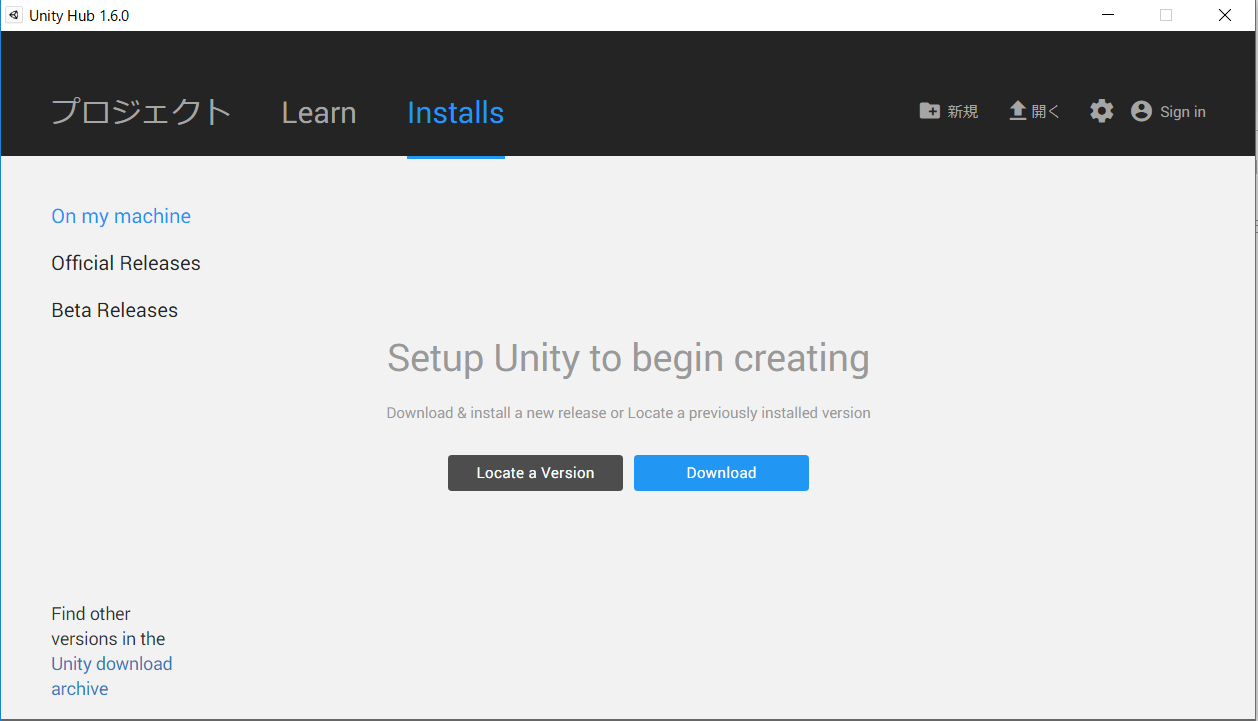 Unity Hub 1.6.0
プロジェクト Learn Installs 新規 開く Sign in
On my machine
Official Releases
Beta Releases
Setup Unity to begin creating
Download & install a new release or Locate a previously installed version
Locate a Version Download
Find other
versions in the
Unity download
archive